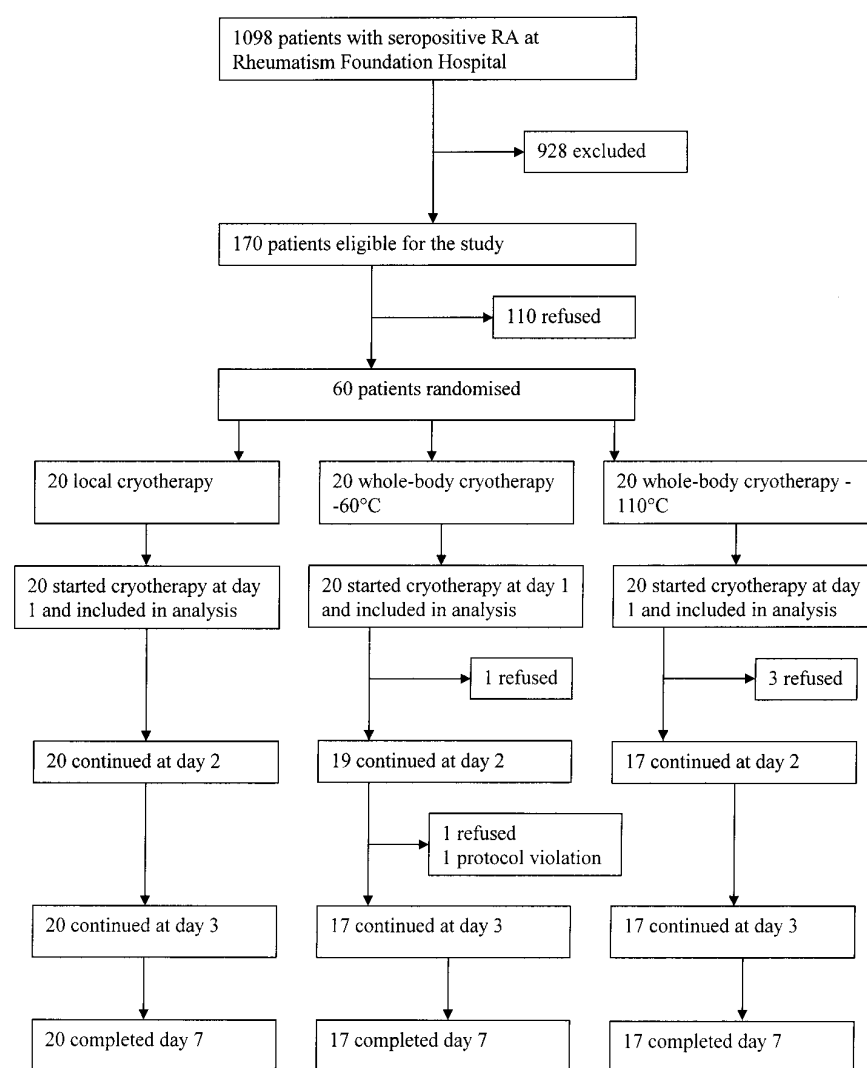 1098 patients with seropositive RA at
Rheumatism Foundation Hospital
928 excluded
170 patients eligible for the study
110 refused
60 patients randomised
20 local cryotherapy
20 whole-body cryotherapy
-60°C
20 whole-body cryotherapy -
110°C
20 started cryotherapy at day
1 and included in analysis
20 started cryotherapy at day 1
and included in analysis
20 started cryotherapy at day
1 and included in analysis
1 refused
3 refused
20 continued at day 2
19 continued at day 2
17 continued at day 2
1 refused
1 protocol violation
20 continued at day 3
17 continued at day 3
17 continued at day 3
20 completed day 7
17 completed day 7
17 completed day 7